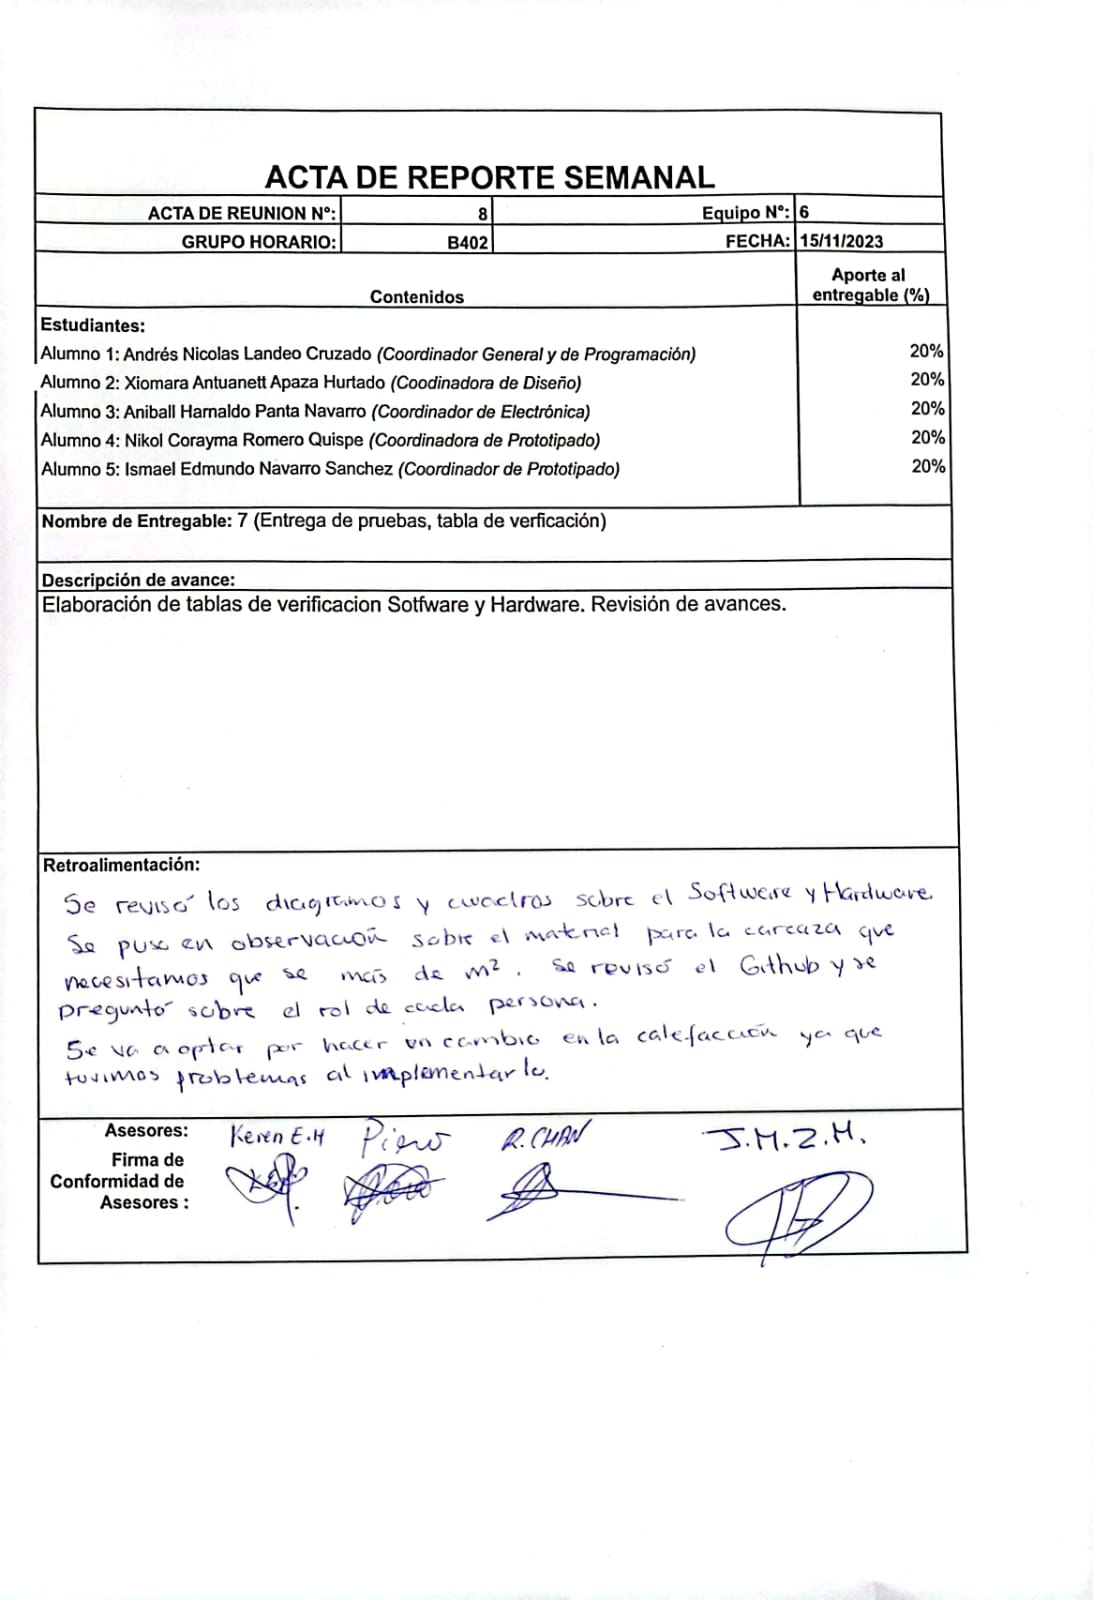 ACTA DE REPORTE SEMANAL
ACTA DE REUNION Nº: 8 Equipo Nº: 6
GRUPO HORARIO: B402 FECHA: 15/11/2023
Contenidos Aporte al entregable (%)
Estudiantes:
Alumno 1: Andrés Nicolas Landeo Cruzado (Coordinador General y de Programación) 20%
Alumno 2: Xiomara Antuanett Apaza Hurtado (Coodinadora de Diseño) 20%
Alumno 3: Aniball Harnaldo Panta Navarro (Coordinador de Electrónica) 20%
Alumno 4: Nikol Corayma Romero Quispe (Coordinadora de Prototipado) 20%
Alumno 5: Ismael Edmundo Navarro Sanchez (Coordinador de Prototipado) 20%
Nombre de Entregable: 7 (Entrega de pruebas, tabla de verficación)
Descripción de avance:
Elaboración de tablas de verificacion Sotfware y Hardware. Revisión de avances.
Retroalimentación:
Se revisó los diagramas y cuadros sobre el Software y Hardware.
Se puso en observación sobre el material para la carcaza que
necesitamos que se más de m². Se revisó el Github y se
preguntó sobre el rol de cada persona.
Se va a optar por hacer un cambio en la calefacción ya que
tuvimos problemas al implementarlo.
Asesores: Keren E.H Piero R. CHAN J.M.Z.M.
Firma de
Conformidad de
Asesores :